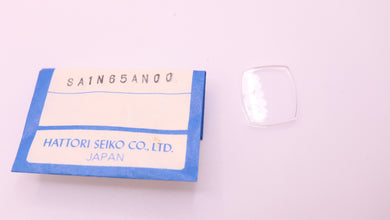 SA1N65AN00
HATTORI SEIKO CO., LTD.
JAPAN